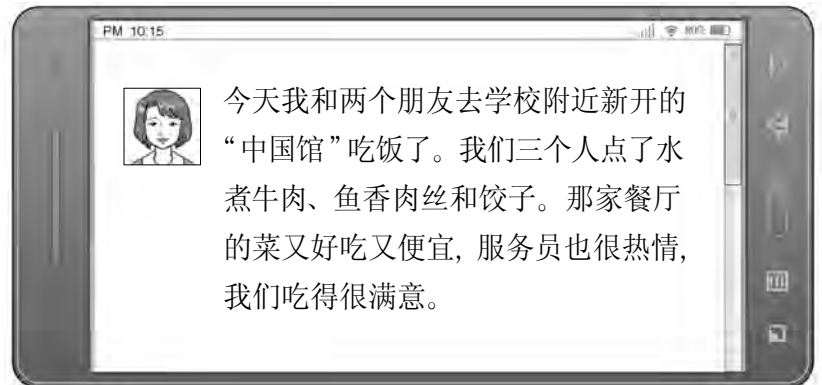 PM 10:15
80%
今天我和两个朋友去学校附近新开的
“中国馆”吃饭了。我们三个人点了水
煮牛肉、鱼香肉丝和饺子。那家餐厅
的菜又好吃又便宜, 服务员也很热情,
我们吃得很满意。